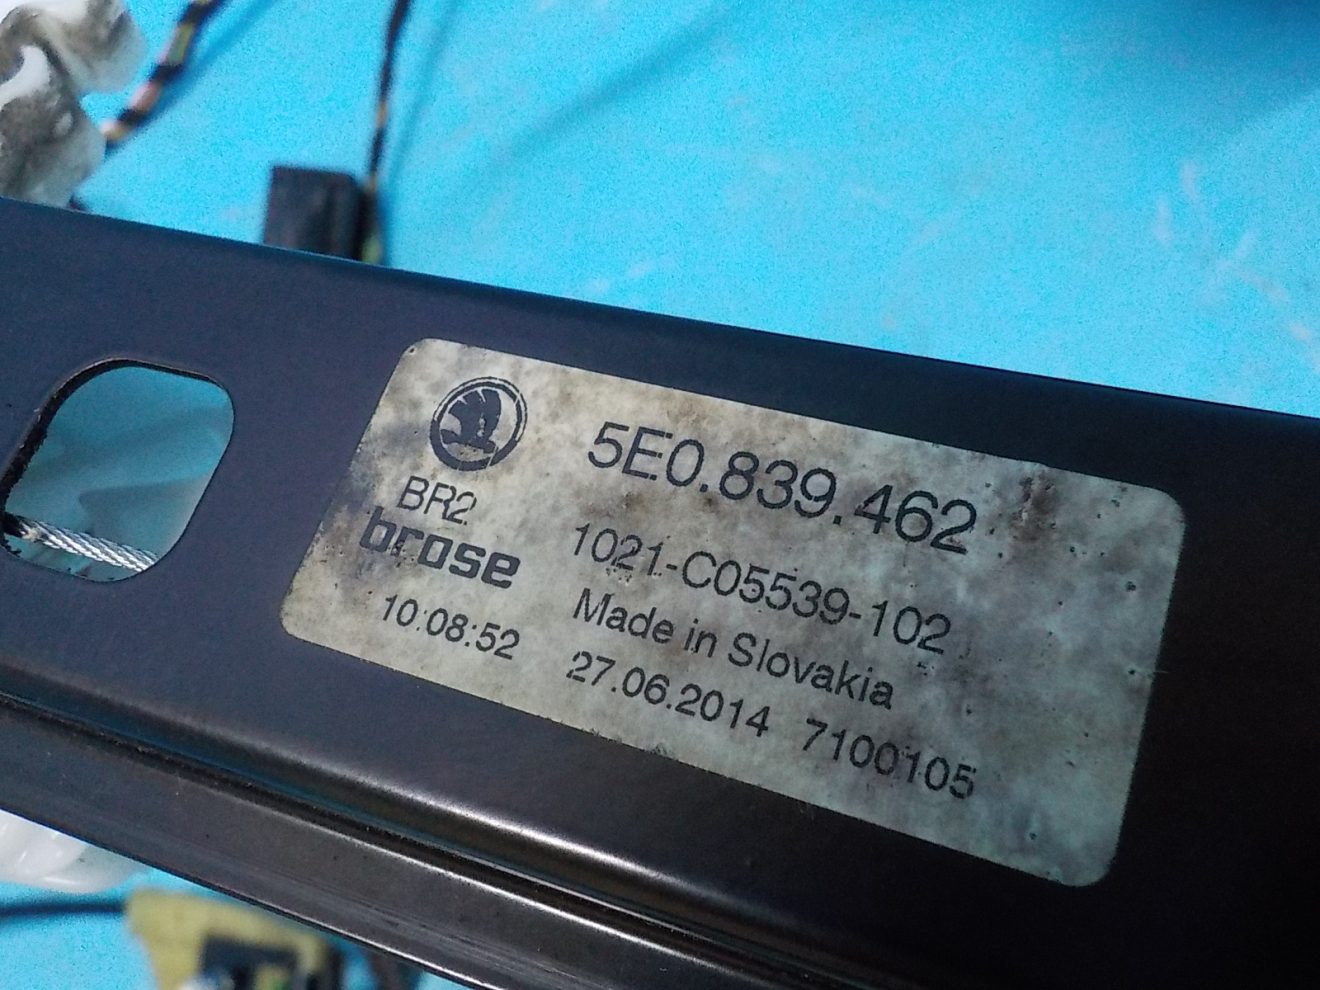 5E0.839.462
BR2
brose
1021-C05539-102
Made in Slovakia
10:08:52
27.06.2014 7100105